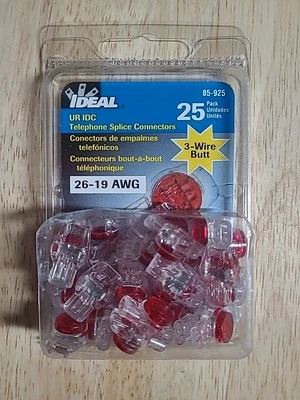 IDEAL
85-925
UR IDC
Telephone Splice Connectors
Conectores de empalmes
telefónicos
Connecteurs bout-à-bout
téléphonique
26-19 AWG
25 Pack
Unidades
Unités
3-Wire
Butt